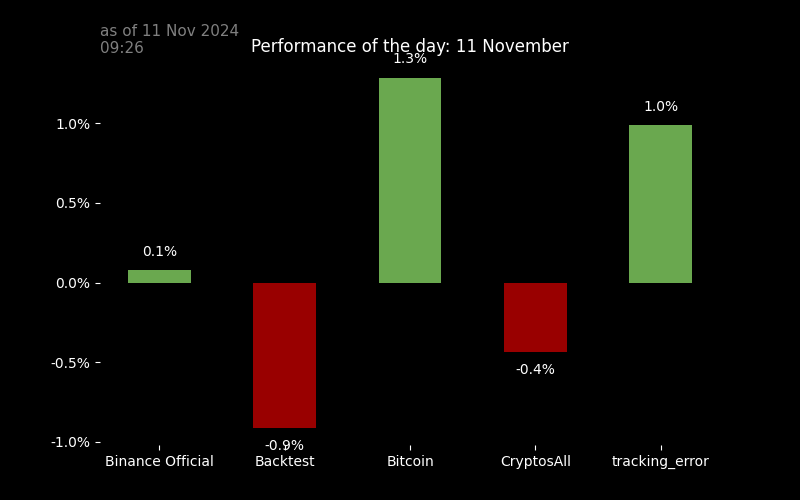 as of 11 Nov 2024
09:26
Performance of the day: 11 November
1.3%
1.0%
1.0%
0.5%
0.1%
0.0%
-0.5%
-0.4%
-1.0%
-0.9%
Binance Official
Backtest
Bitcoin
CryptosAll
tracking_error